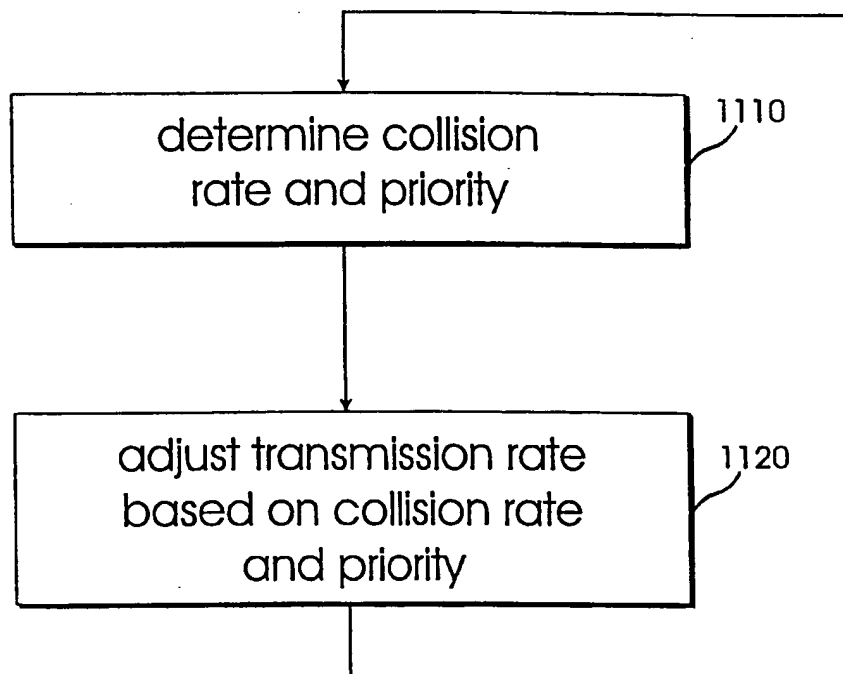 determine collision
rate and priority
1110
adjust transmission rate
based on collision rate
and priority
1120